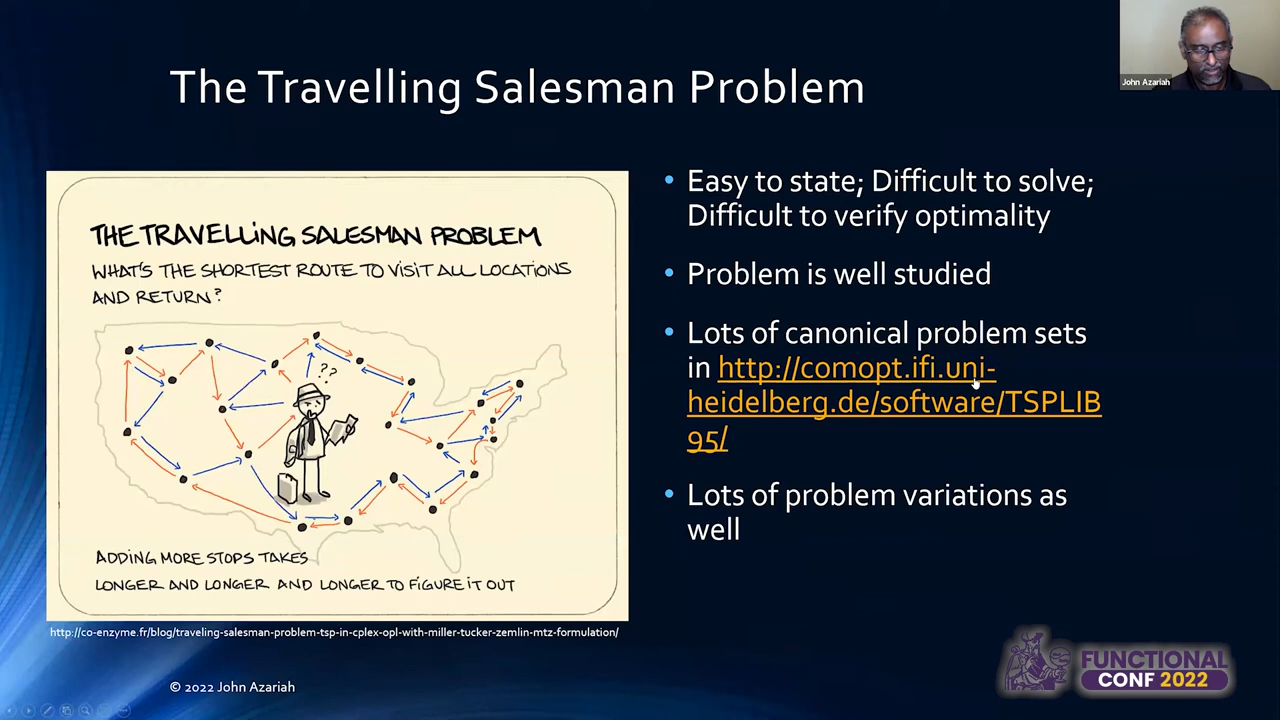 The Travelling Salesman Problem
John Azariah
THE TRAVELLING SALESMAN PROBLEM
WHAT'S THE SHORTEST ROUTE TO VISIT ALL LOCATIONS
AND RETURN?
??
ADDING MORE STOPS TAKES
LONGER AND LONGER AND LONGER TO FIGURE IT OUT
http://co-enzyme.fr/blog/traveling-salesman-problem-tsp-in-cplex-opl-with-miller-tucker-zemlin-mtz-formulation/
• Easy to state; Difficult to solve;
Difficult to verify optimality
• Problem is well studied
• Lots of canonical problem sets
in http://comopt.ifi.uni-
heidelberg.de/software/TSPLIB
95/
• Lots of problem variations as
well
© 2022 John Azariah
FUNCTIONAL
CONF 2022